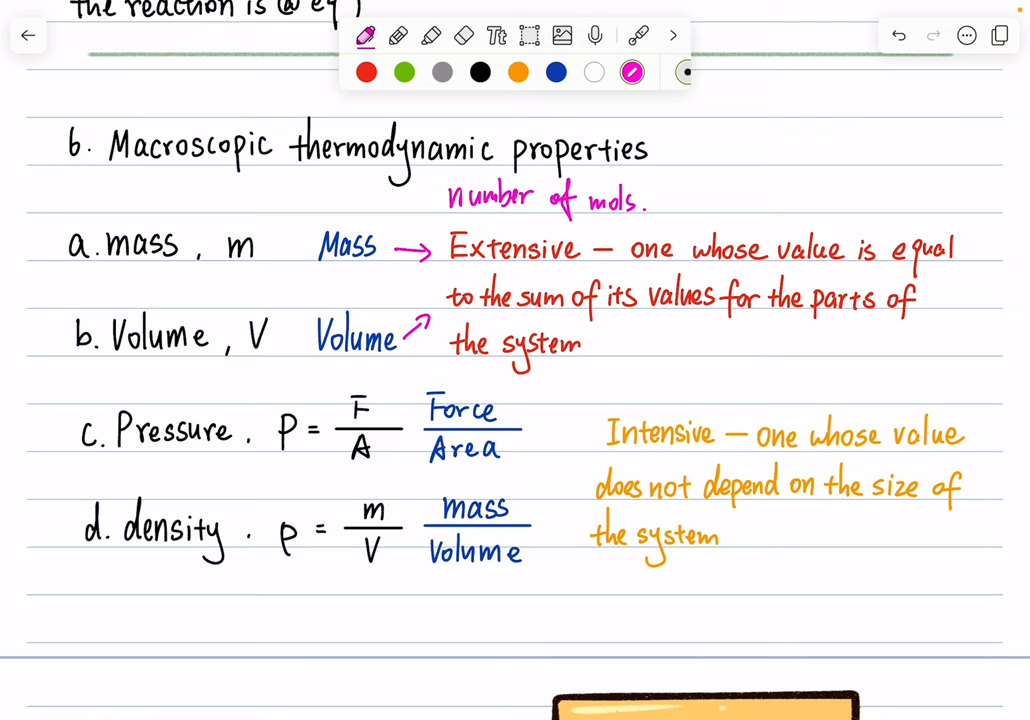 the reaction is @ eq )
Tt
6. Macroscopic thermodynamic properties
number of mols.
a. mass, m Mass → Extensive — one whose value is equal
to the sum of its values for the parts of
the system
b. Volume, V Volume ↗
c. Pressure. P = F/A Force/Area
d. density. ρ = m/V mass/Volume
Intensive — one whose value
does not depend on the size of
the system